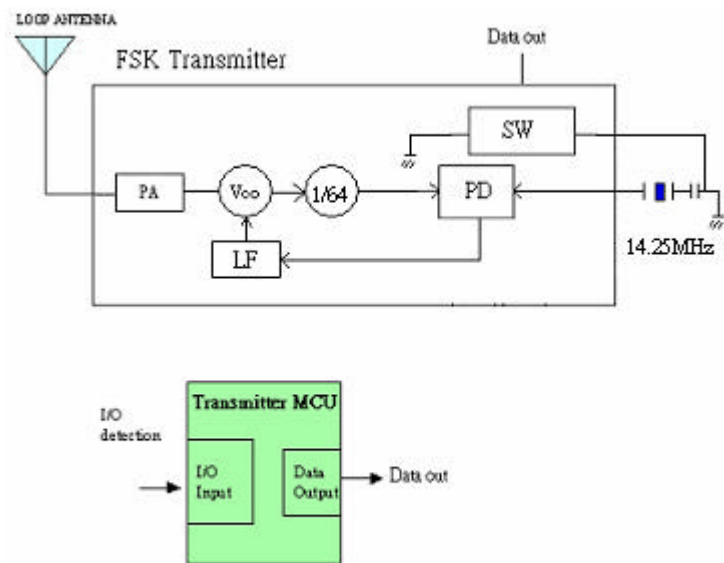 LOOP ANTENNA
Data out
FSK Transmitter
SW
PA
Vco
1/64
PD
LF
14.25MHz
Transmitter MCU
I/O
detection
I/O
Input
Data
Output
Data out